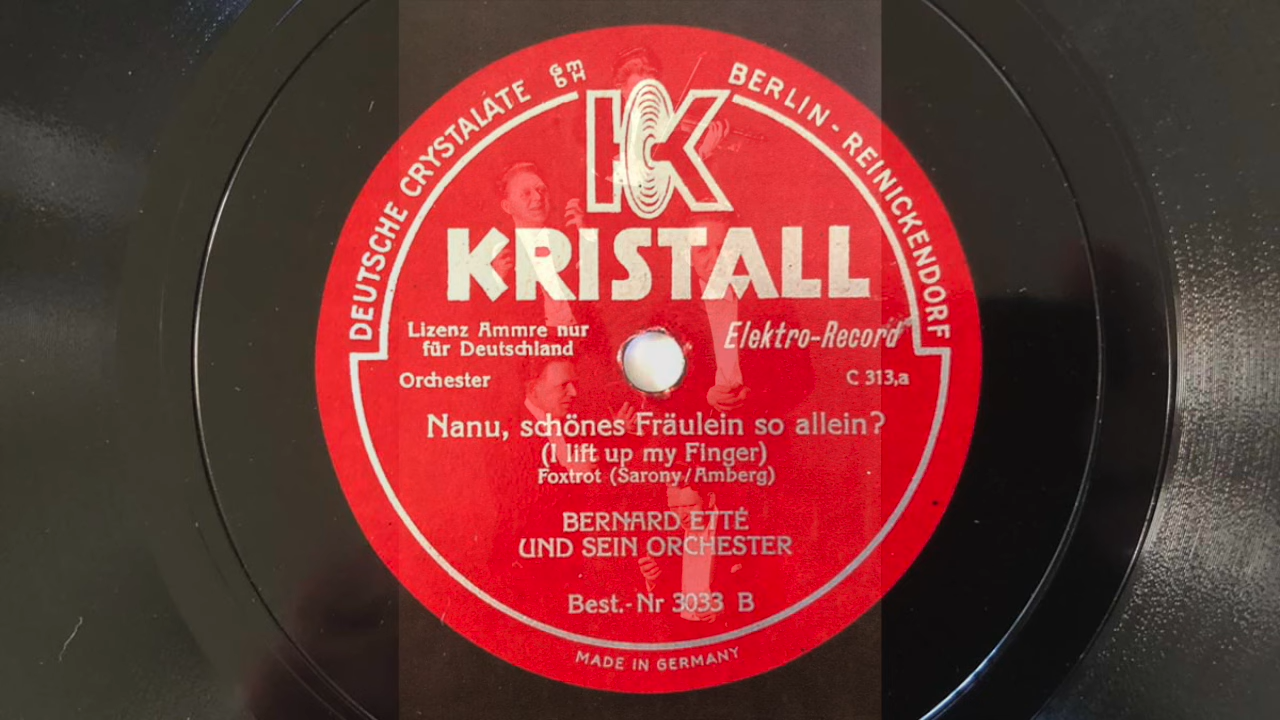 DEUTSCHE CRYSTALATE GMBH BERLIN-REINICKENDORF
K
KRISTALL
Lizenz Ammre nur
für Deutschland
Elektro-Record
Orchester
C 313,a
Nanu, schönes Fräulein so allein?
(I lift up my Finger)
Foxtrot (Sarony/Amberg)
BERNARD ETTÉ
UND SEIN ORCHESTER
Best.-Nr 3033 B
MADE IN GERMANY